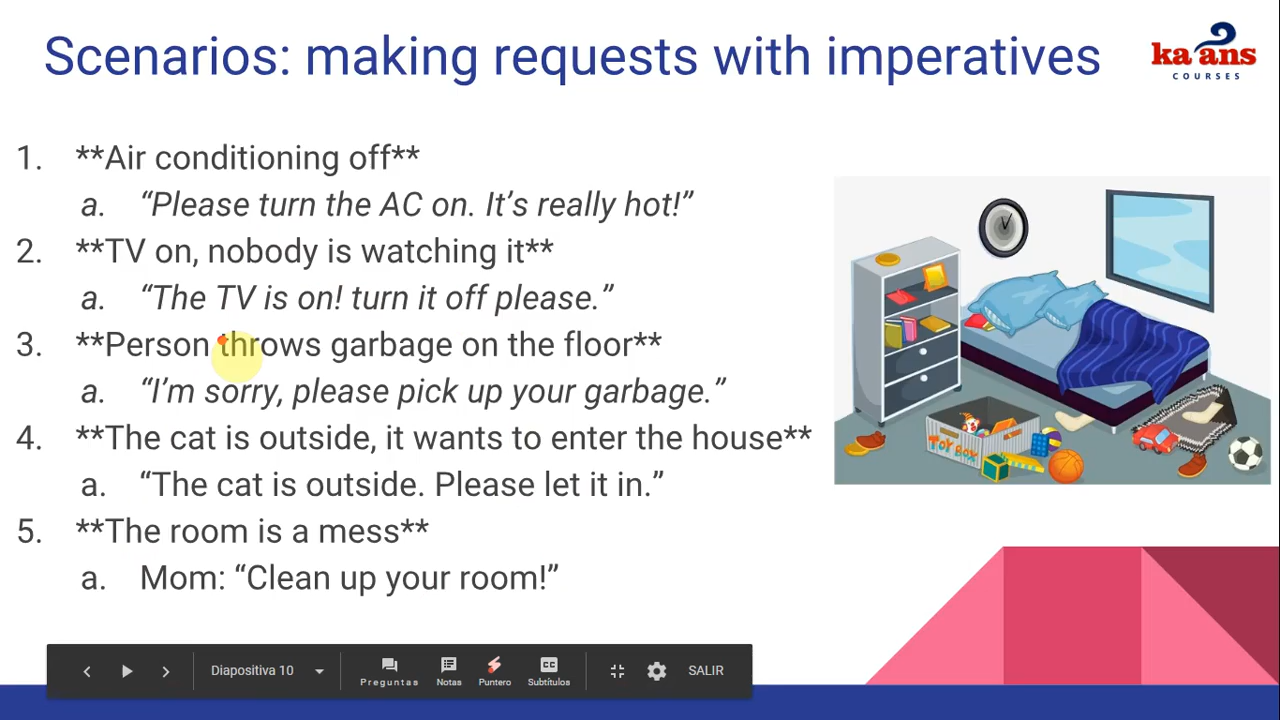 Scenarios: making requests with imperatives
ka2ans
COURSES
1. **Air conditioning off**
a. “Please turn the AC on. It’s really hot!”
2. **TV on, nobody is watching it**
a. “The TV is on! turn it off please.”
3. **Person throws garbage on the floor**
a. “I’m sorry, please pick up your garbage.”
4. **The cat is outside, it wants to enter the house**
a. “The cat is outside. Please let it in.”
5. **The room is a mess**
a. Mom: “Clean up your room!”
TOY BOX
Diapositiva 10
Preguntas
Notas
Puntero
CC
Subtítulos
SALIR